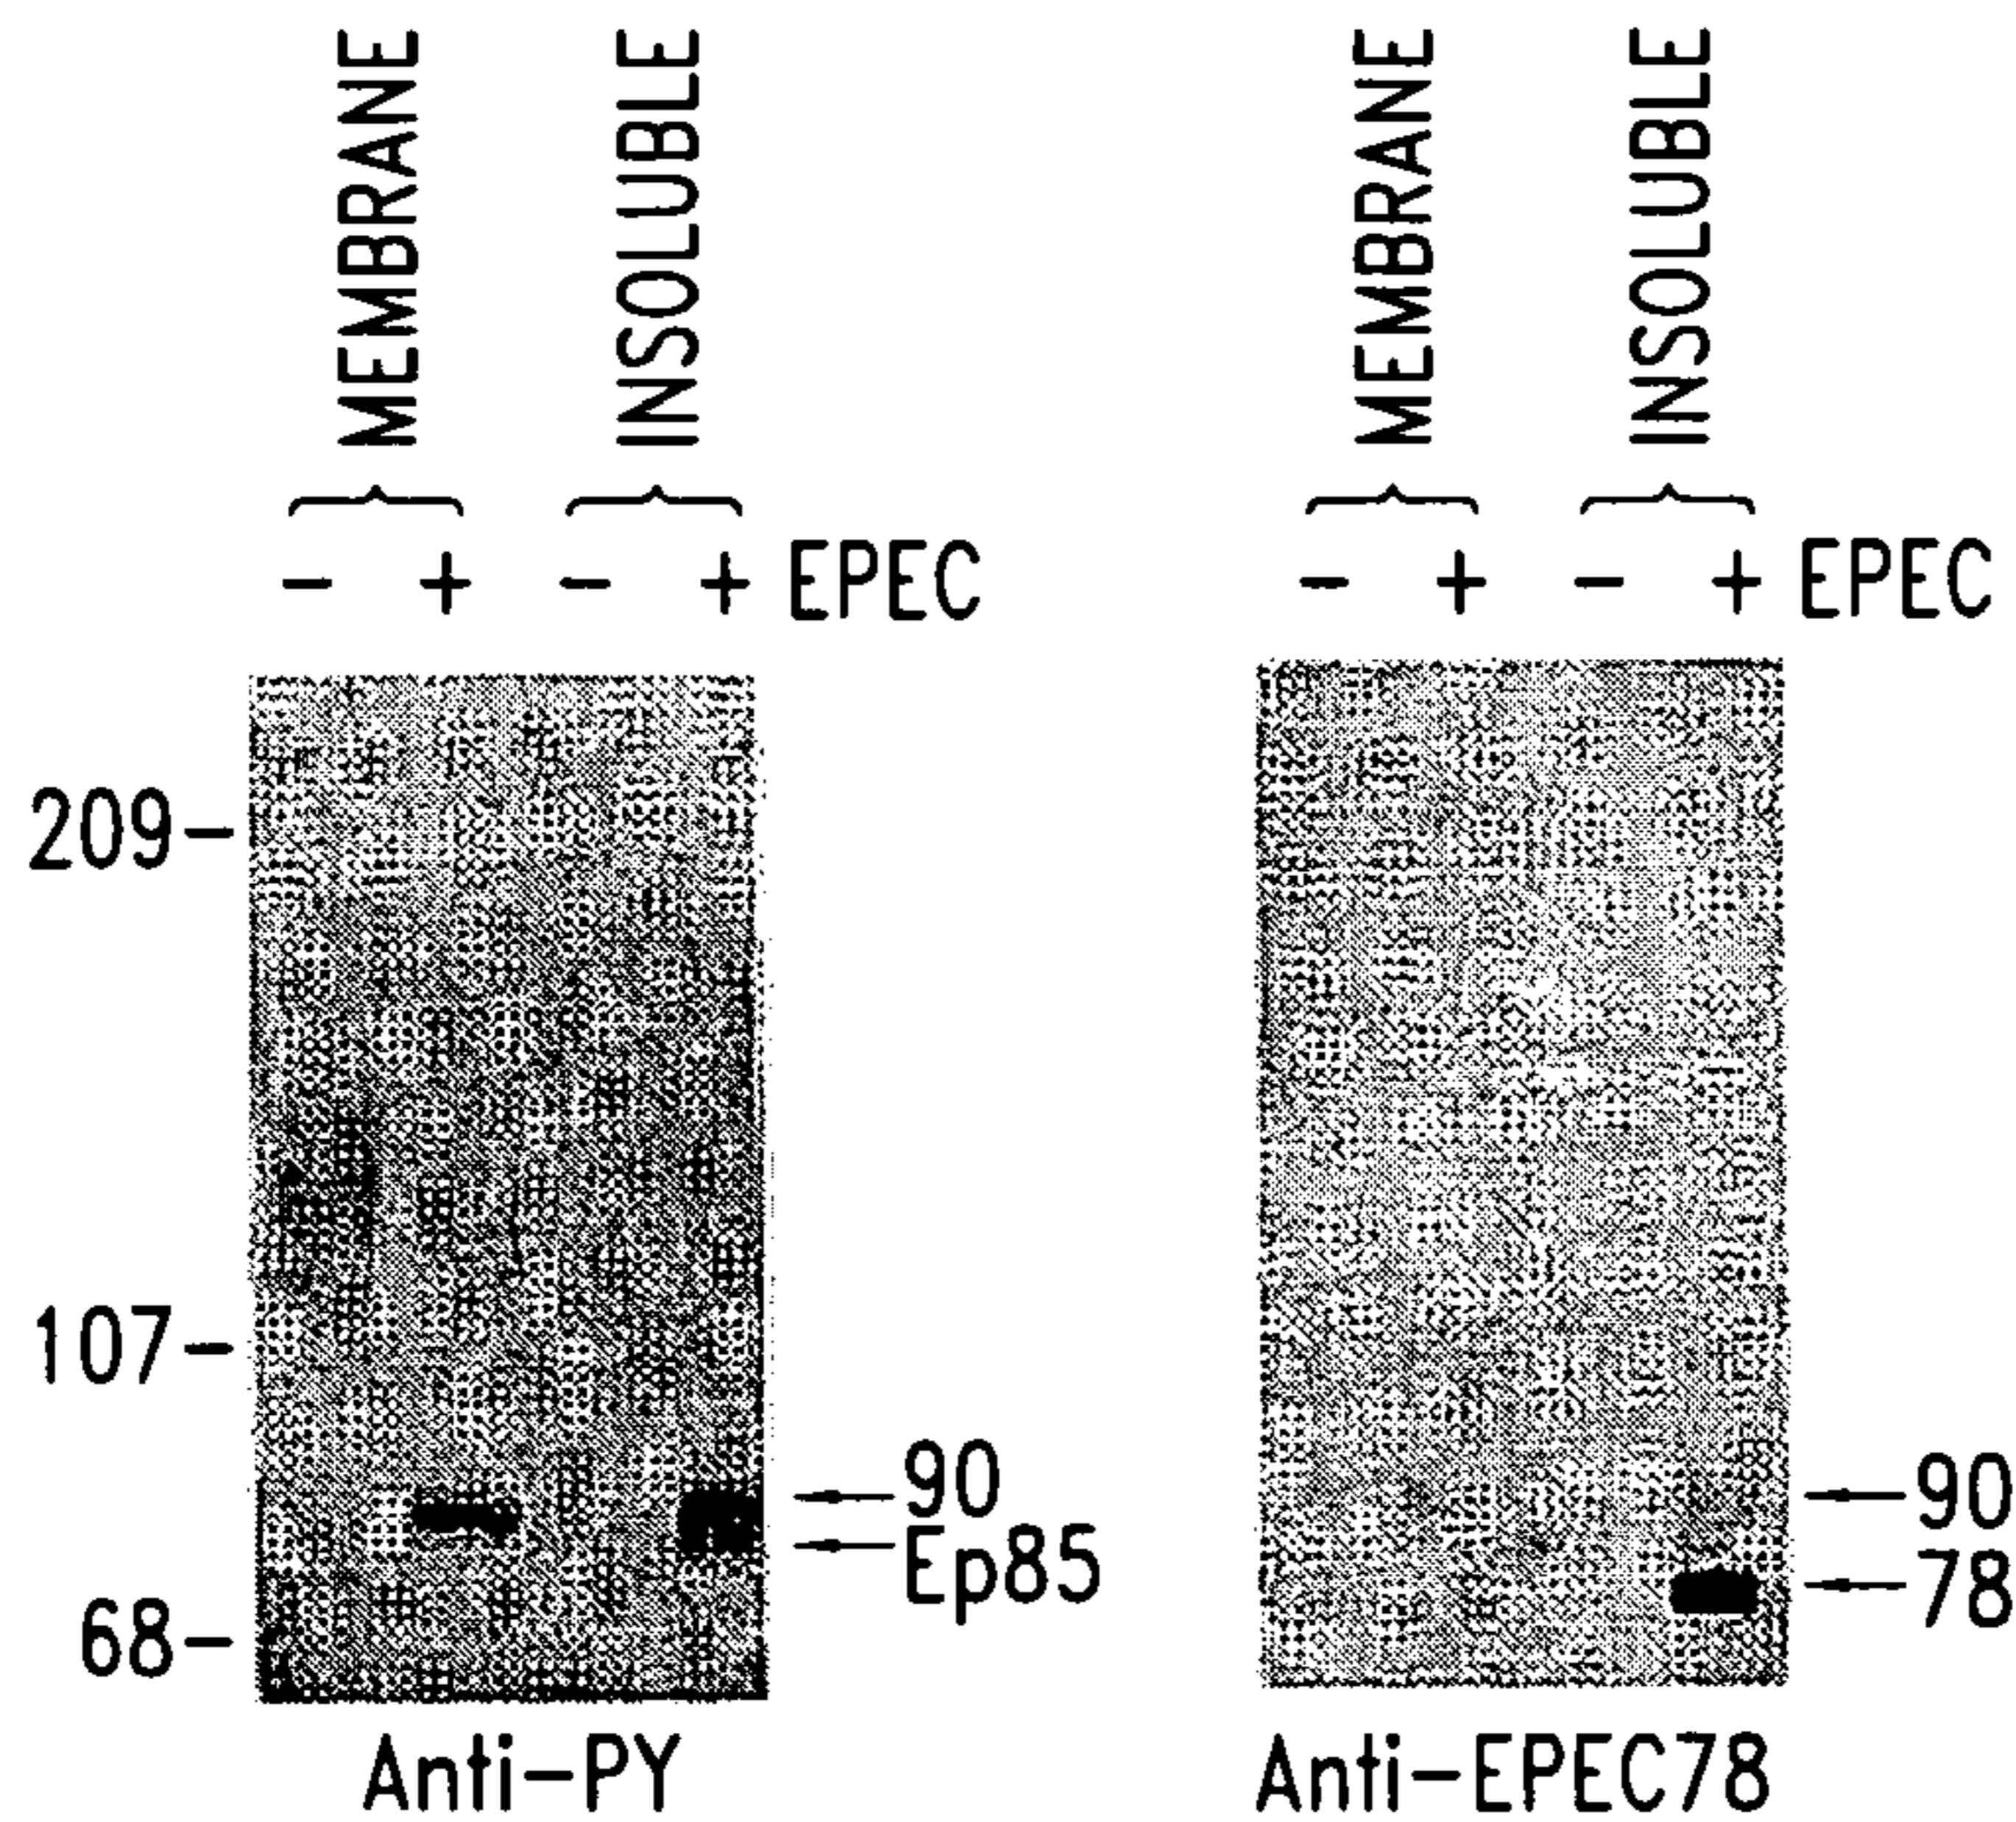 MEMBRANE INSOLUBLE MEMBRANE INSOLUBLE
- + - + EPEC - + - + EPEC
209-
107-
90 90
Ep85 78
68-
Anti-PY Anti-EPEC78